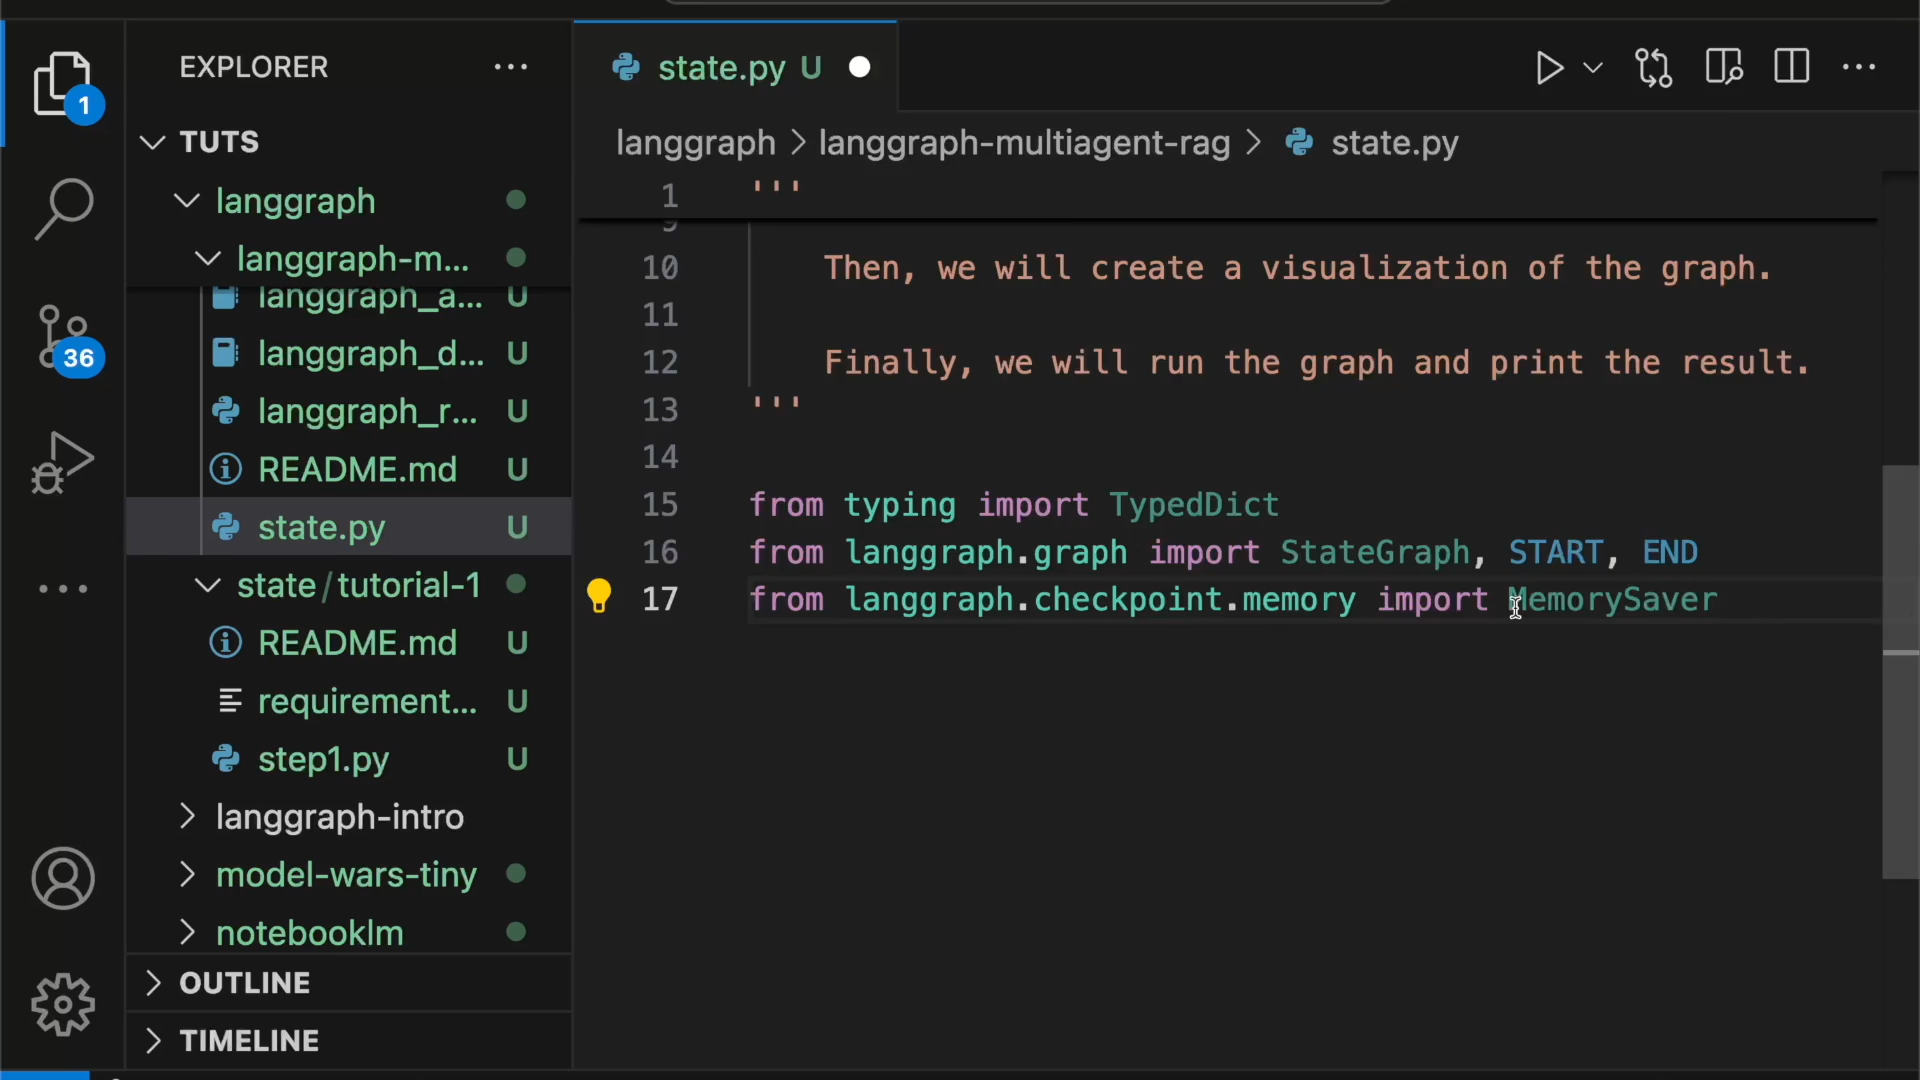 EXPLORER
1
TUTS
langgraph
langgraph-m...
langgraph_a... U
langgraph_d... U
36
langgraph_r... U
README.md U
state.py U
state/tutorial-1
README.md U
requirement... U
step1.py U
langgraph-intro
model-wars-tiny
notebooklm
OUTLINE
TIMELINE
state.py U
langgraph > langgraph-multiagent-rag > state.py
1 '''
9
10 Then, we will create a visualization of the graph.
11
12 Finally, we will run the graph and print the result.
13 '''
14
15 from typing import TypedDict
16 from langgraph.graph import StateGraph, START, END
17 from langgraph.checkpoint.memory import MemorySaver